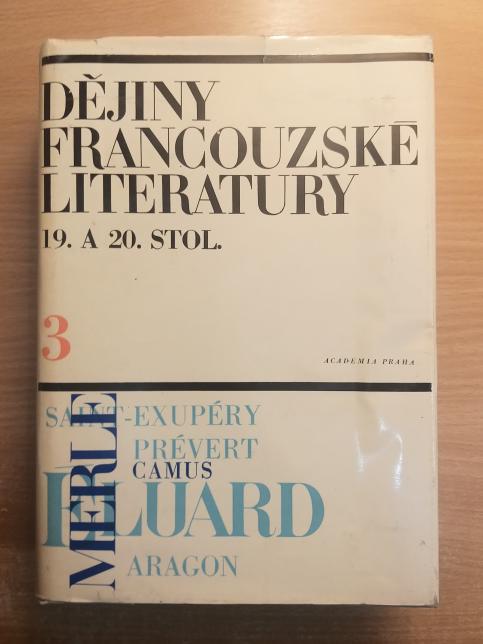 DĚJINY
FRANCOUZSKÉ
LITERATURY
19. A 20. STOL.
3
ACADEMIA PRAHA
SAINT-EXUPÉRY
PRÉVERT
CAMUS
ÉLUARD
ARAGON
MERLE